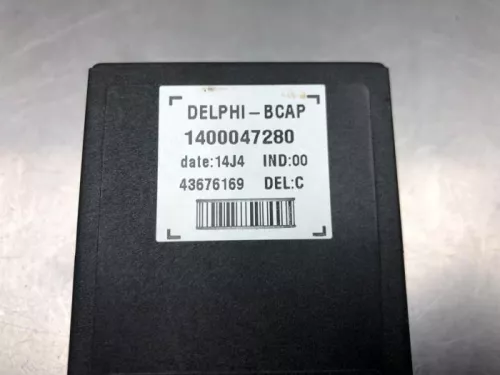 DELPHI-BCAP
1400047280
date:14J4 IND:00
43676169 DEL:C